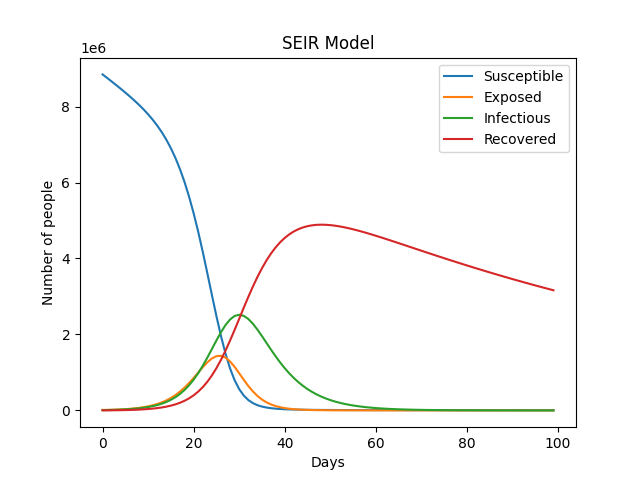 SEIR Model
1e6
Susceptible
Exposed
Infectious
Recovered
8
6
4
2
0
Number of people
0 20 40 60 80 100
Days